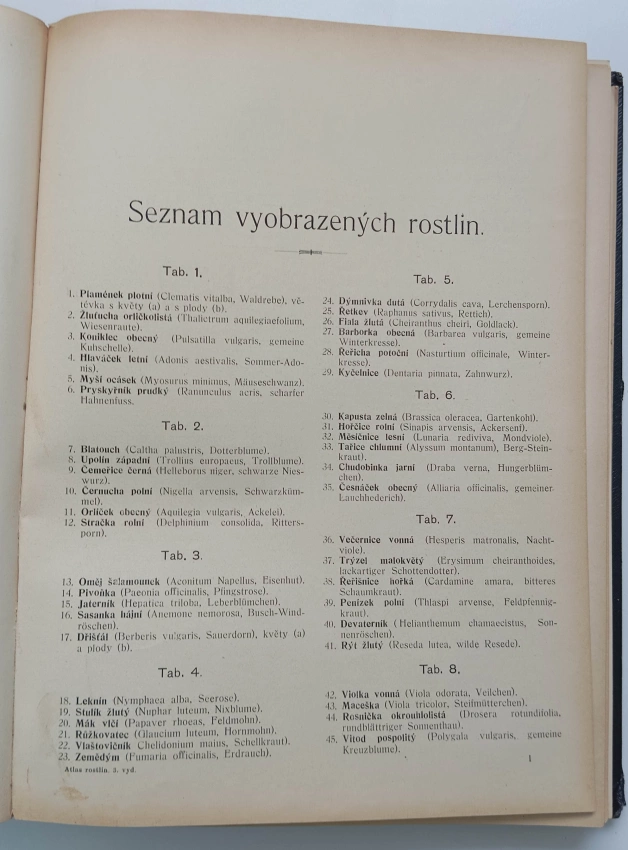 Seznam vyobrazených rostlin.
Tab. 1.
1. Plamének plotní (Clematis vitalba, Waldrebe), vě-
tévka s květy (a) a s plody (b).
2. Žluťucha orličkolistá (Thalictrum aquilegiaefolium,
Wiesenraute).
3. Koniklec obecný (Pulsatilla vulgaris, gemeine
Kuhschelle).
4. Hlaváček letní (Adonis aestivalis, Sommer-Ado-
nis).
5. Myší ocásek (Myosurus minimus, Mäuseschwanz).
6. Pryskyřník prudký (Ranunculus acris, scharfer
Hahnenfuss.
Tab. 2.
7. Blatouch (Caltha palustris, Dotterblume).
8. Upolín západní (Trollius europaeus, Trollblume).
9. Čemeřice černá (Helleborus niger, schwarze Nies-
wurz).
10. Černucha polní (Nigella arvensis, Schwarzküm-
mel).
11. Orlíček obecný (Aquilegia vulgaris, Ackelei).
12. Stračka rolní (Delphinium consolida, Ritters-
porn).
Tab. 3.
13. Oměj šalamounek (Aconitum Napellus, Eisenhut).
14. Pivoňka (Paeonia officinalis, Pfingstrose).
15. Jaterník (Hepatica triloba, Leberblümchen).
16. Sasanka hájní (Anemone nemorosa, Busch-Wind-
röschen).
17. Dřišťál (Berberis vulgaris, Sauerdorn), květy (a)
a plody (b).
Tab. 4.
18. Leknín (Nymphaea alba, Seerose).
19. Stulík žlutý (Nuphar luteum, Nixblume).
20. Mák vlčí (Papaver rhoeas, Feldmohn).
21. Růžkovatec (Glaucium luteum, Hornmohn).
22. Vlaštovičník Chelidonium maius, Schellkraut).
23. Zemědým (Fumaria officinalis, Erdrauch).
Atlas rostlin. 3. vyd.
Tab. 5.
24. Dýmnivka dutá (Corrydalis cava, Lerchensporn).
25. Řetkev (Raphanus sativus, Rettich).
26. Fiala žlutá (Cheiranthus cheiri, Goldlack).
27. Barborka obecná (Barbarea vulgaris, gemeine
Winterkresse).
28. Řeřicha potoční (Nasturtium officinale, Winter-
kresse).
29. Kyčelnice (Dentaria pinnata, Zahnwurz).
Tab. 6.
30. Kapusta zelná (Brassica oleracea, Gartenkohl).
31. Hořčice rolní (Sinapis arvensis, Ackersenf).
32. Měsíčnice lesní (Lunaria rediviva, Mondviole).
33. Tařice chlumní (Alyssum montanum), Berg-Stein-
kraut).
34. Chudobinka jarní (Draba verna, Hungerblüm-
chen).
35. Česnáček obecný (Alliaria officinalis, gemeiner
Lauchhederich).
Tab. 7.
36. Večernice vonná (Hesperis matronalis, Nacht-
viole).
37. Trýzel malokvětý (Erysimum cheiranthoides,
lackartiger Schottendotter).
38. Řeřišnice hořká (Cardamine amara, bitteres
Schaumkraut).
39. Penízek polní (Thlaspi arvense, Feldpfennig-
kraut).
40. Devaterník (Helianthemum chamaecistus, Son-
nenröschen).
41. Rýt žlutý (Reseda lutea, wilde Resede).
Tab. 8.
42. Violka vonná (Viola odorata, Veilchen).
43. Maceška (Viola tricolor, Steifmütterchen).
44. Rosnička okrouhlolistá (Drosera rotundifolia,
rundblättriger Sonnenthau).
45. Vítod pospolitý (Polygala vulgaris, gemeine
Kreuzblume).
1